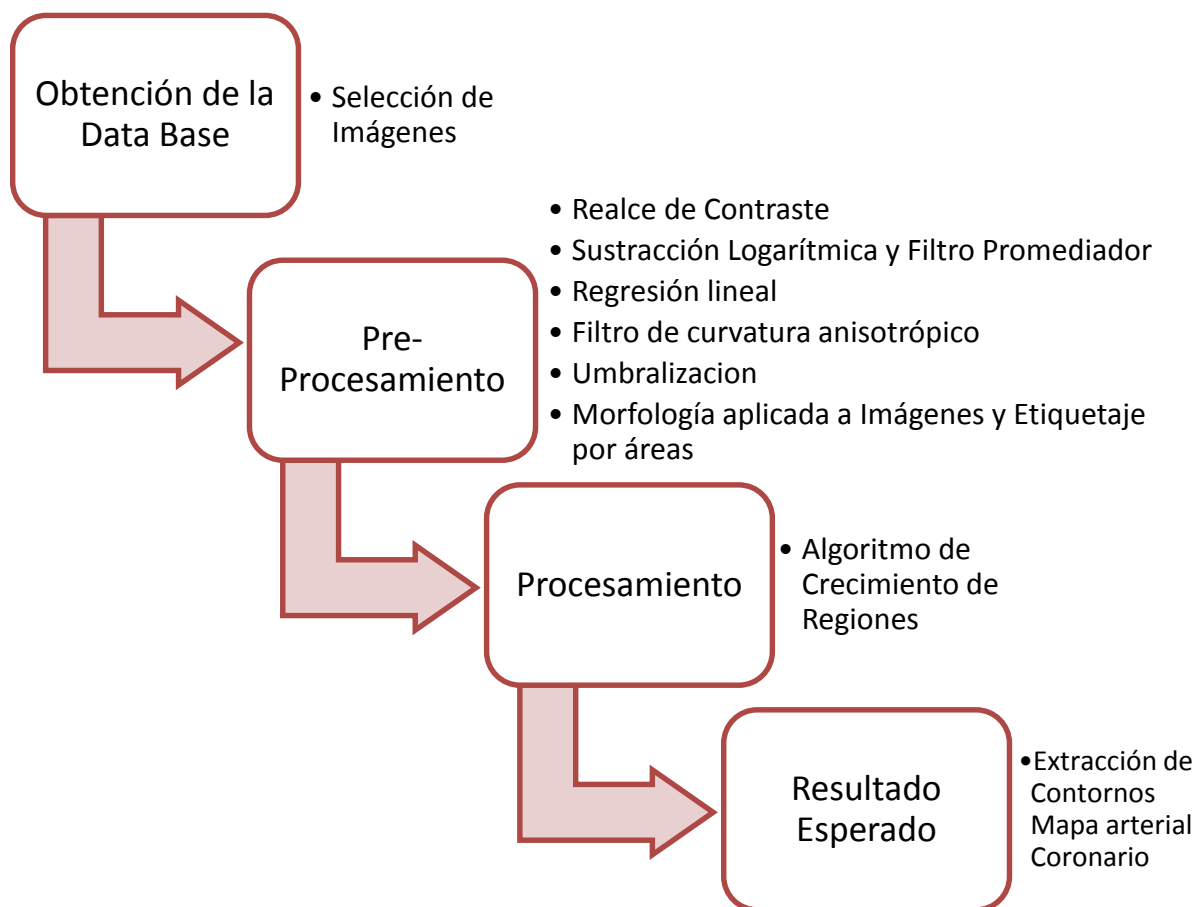 Obtención de la
Data Base
• Selección de
Imágenes
• Realce de Contraste
• Sustracción Logarítmica y Filtro Promediador
• Regresión lineal
• Filtro de curvatura anisotrópico
• Umbralizacion
• Morfología aplicada a Imágenes y Etiquetaje
por áreas
Pre-
Procesamiento
Procesamiento
• Algoritmo de
Crecimiento de
Regiones
Resultado
Esperado
•Extracción de
Contornos
Mapa arterial
Coronario